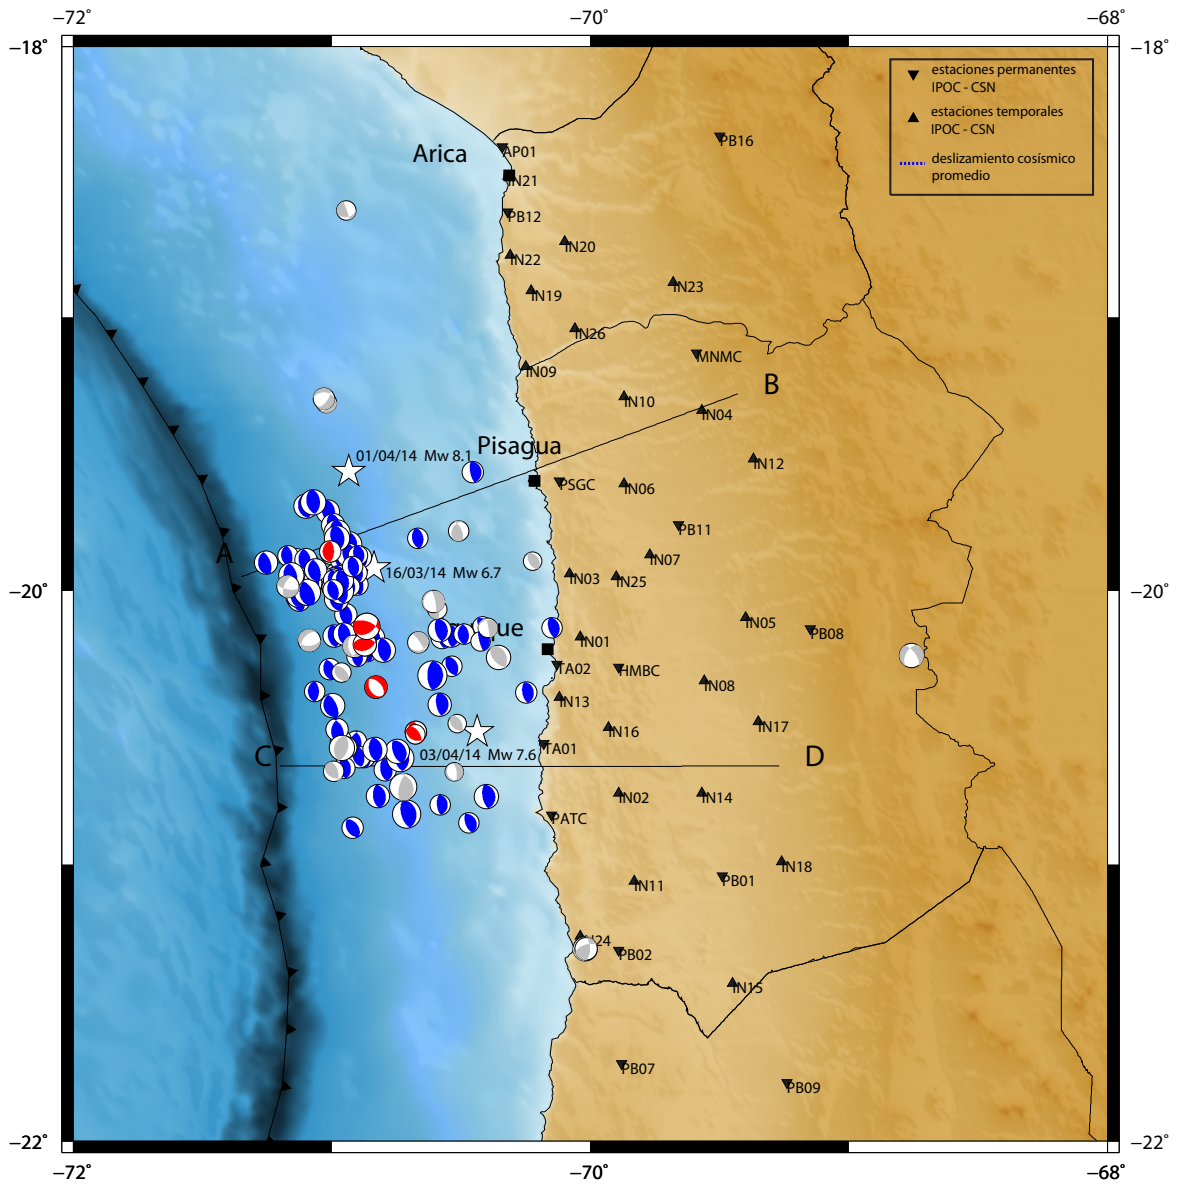 −72˚
−70˚
−68˚
−18˚
−18˚
estaciones permanentes
IPOC - CSN
estaciones temporales
IPOC - CSN
deslizamiento cosísmico
promedio
PB16
Arica
AP01
IN21
PB12
IN20
IN22
IN23
IN19
IN26
MNMC
IN09
B
IN10
IN04
Pisagua
01/04/14 Mw 8.1
IN12
PSGC
IN06
PB11
A
IN07
16/03/14 Mw 6.7
IN03
IN25
−20˚
−20˚
IN05
PB08
IN01
TA02
HMBC
IN08
IN13
IN17
IN16
03/04/14 Mw 7.6
TA01
C
D
IN02
IN14
PATC
IN18
IN11
PB01
PB02
IN15
PB07
PB09
−22˚
−22˚
−72˚
−70˚
−68˚